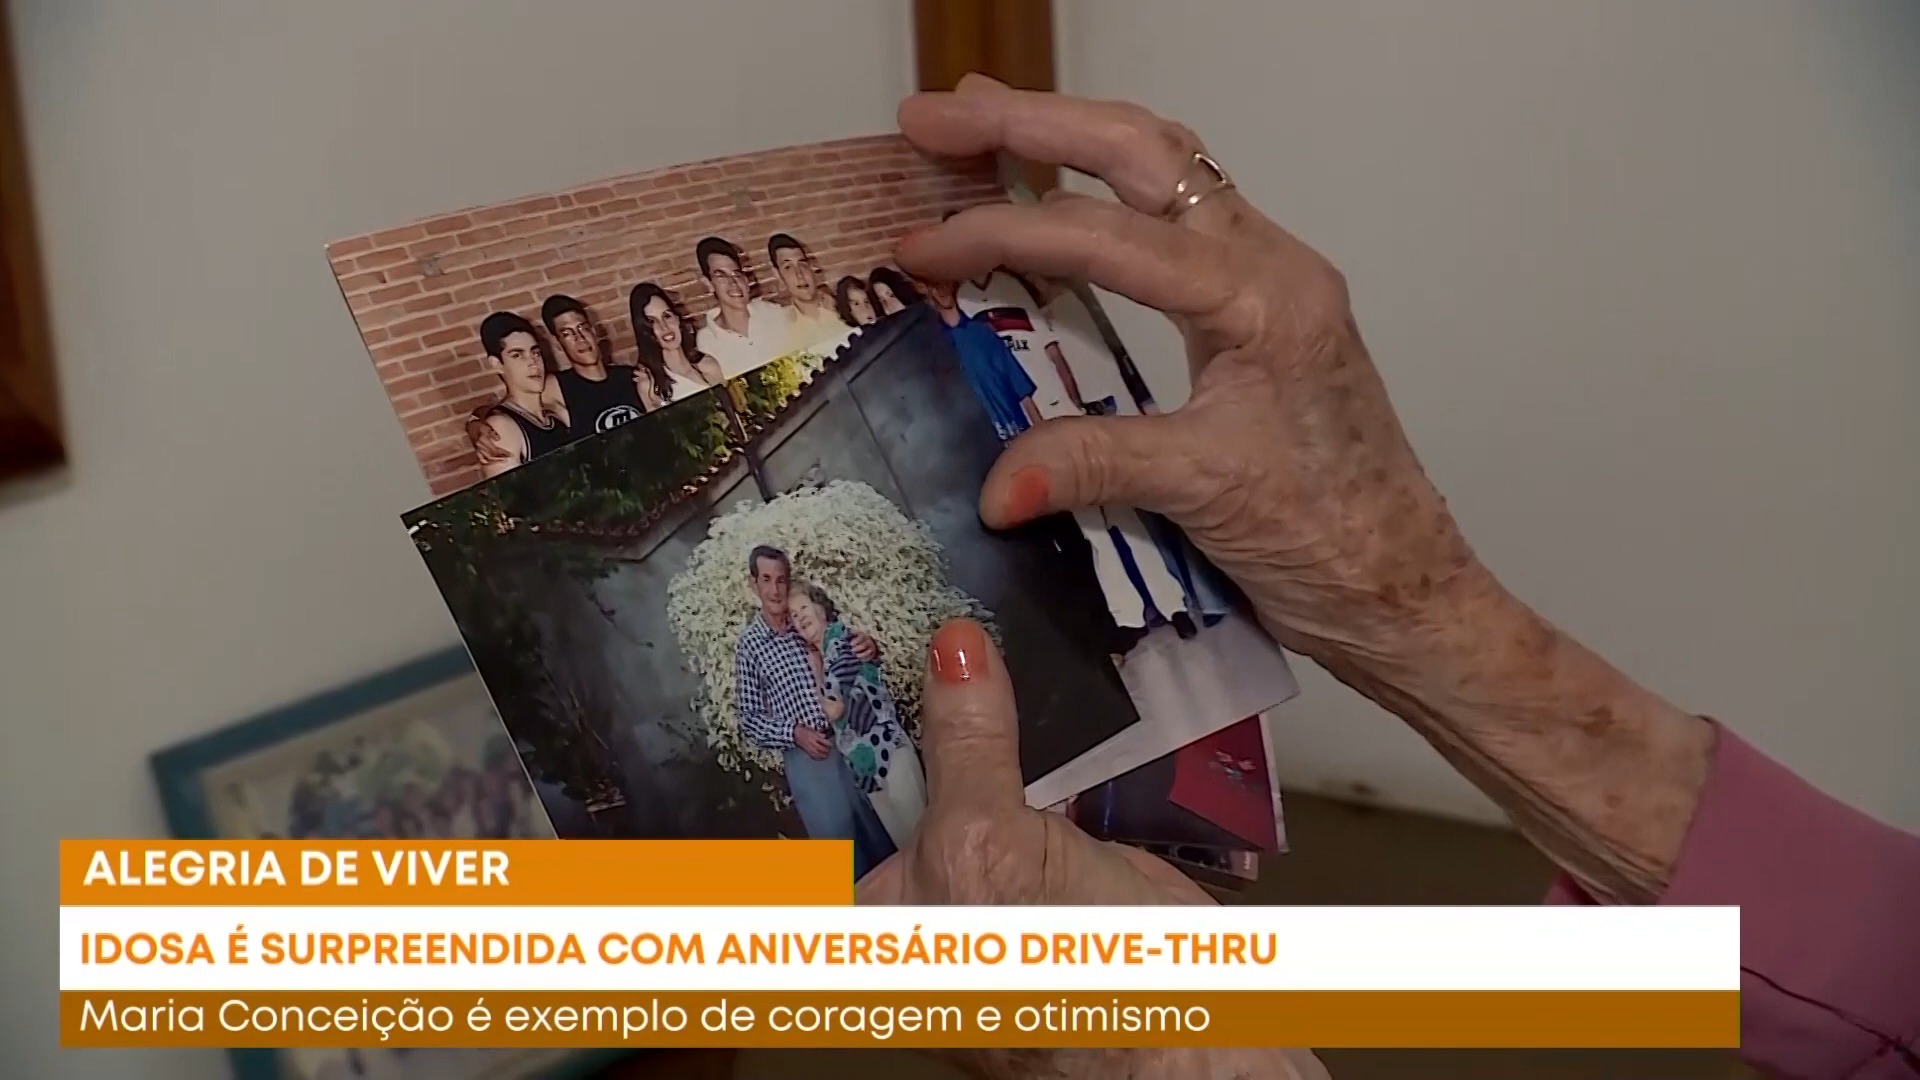 ALEGRIA DE VIVER
IDOSA É SURPREENDIDA COM ANIVERSÁRIO DRIVE-THRU
Maria Conceição é exemplo de coragem e otimismo